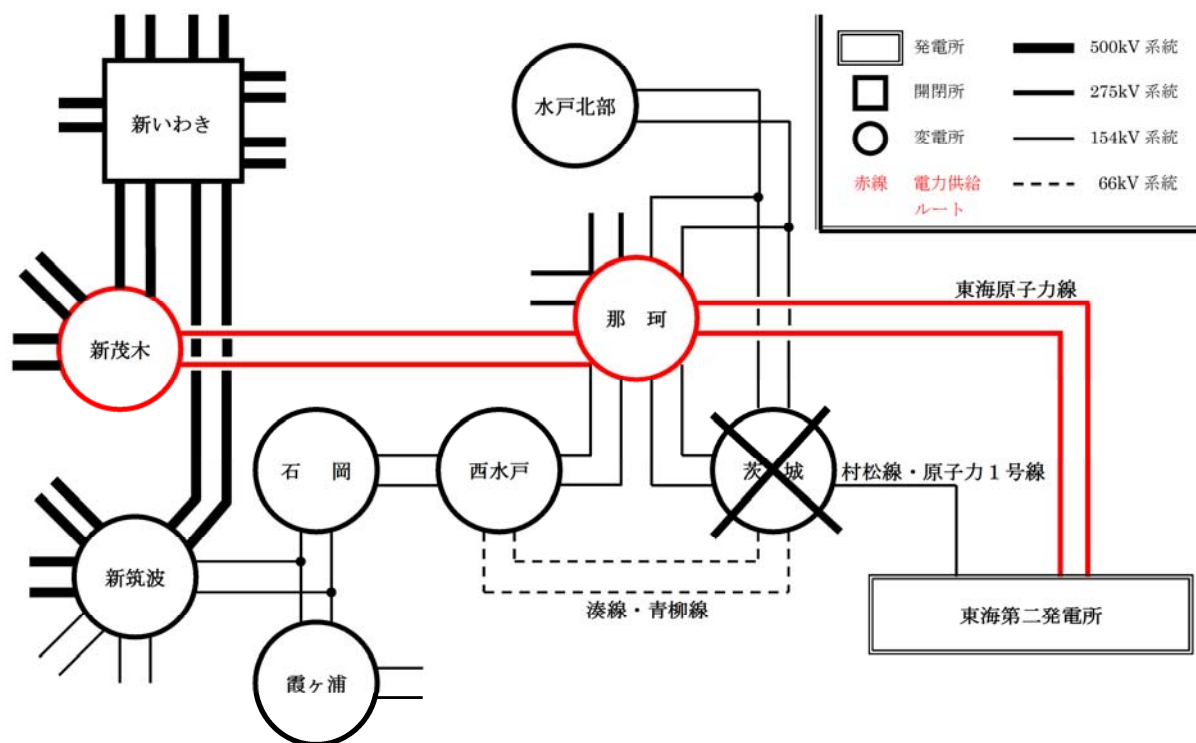 発電所
500kV 系統
開閉所
275kV 系統
変電所
154kV 系統
赤線
電力供給
ルート
66kV 系統
新いわき
水戸北部
東海原子力線
那 珂
新茂木
石 岡
西水戸
茨 城
村松線・原子力1号線
新筑波
湊線・青柳線
東海第二発電所
霞ヶ浦